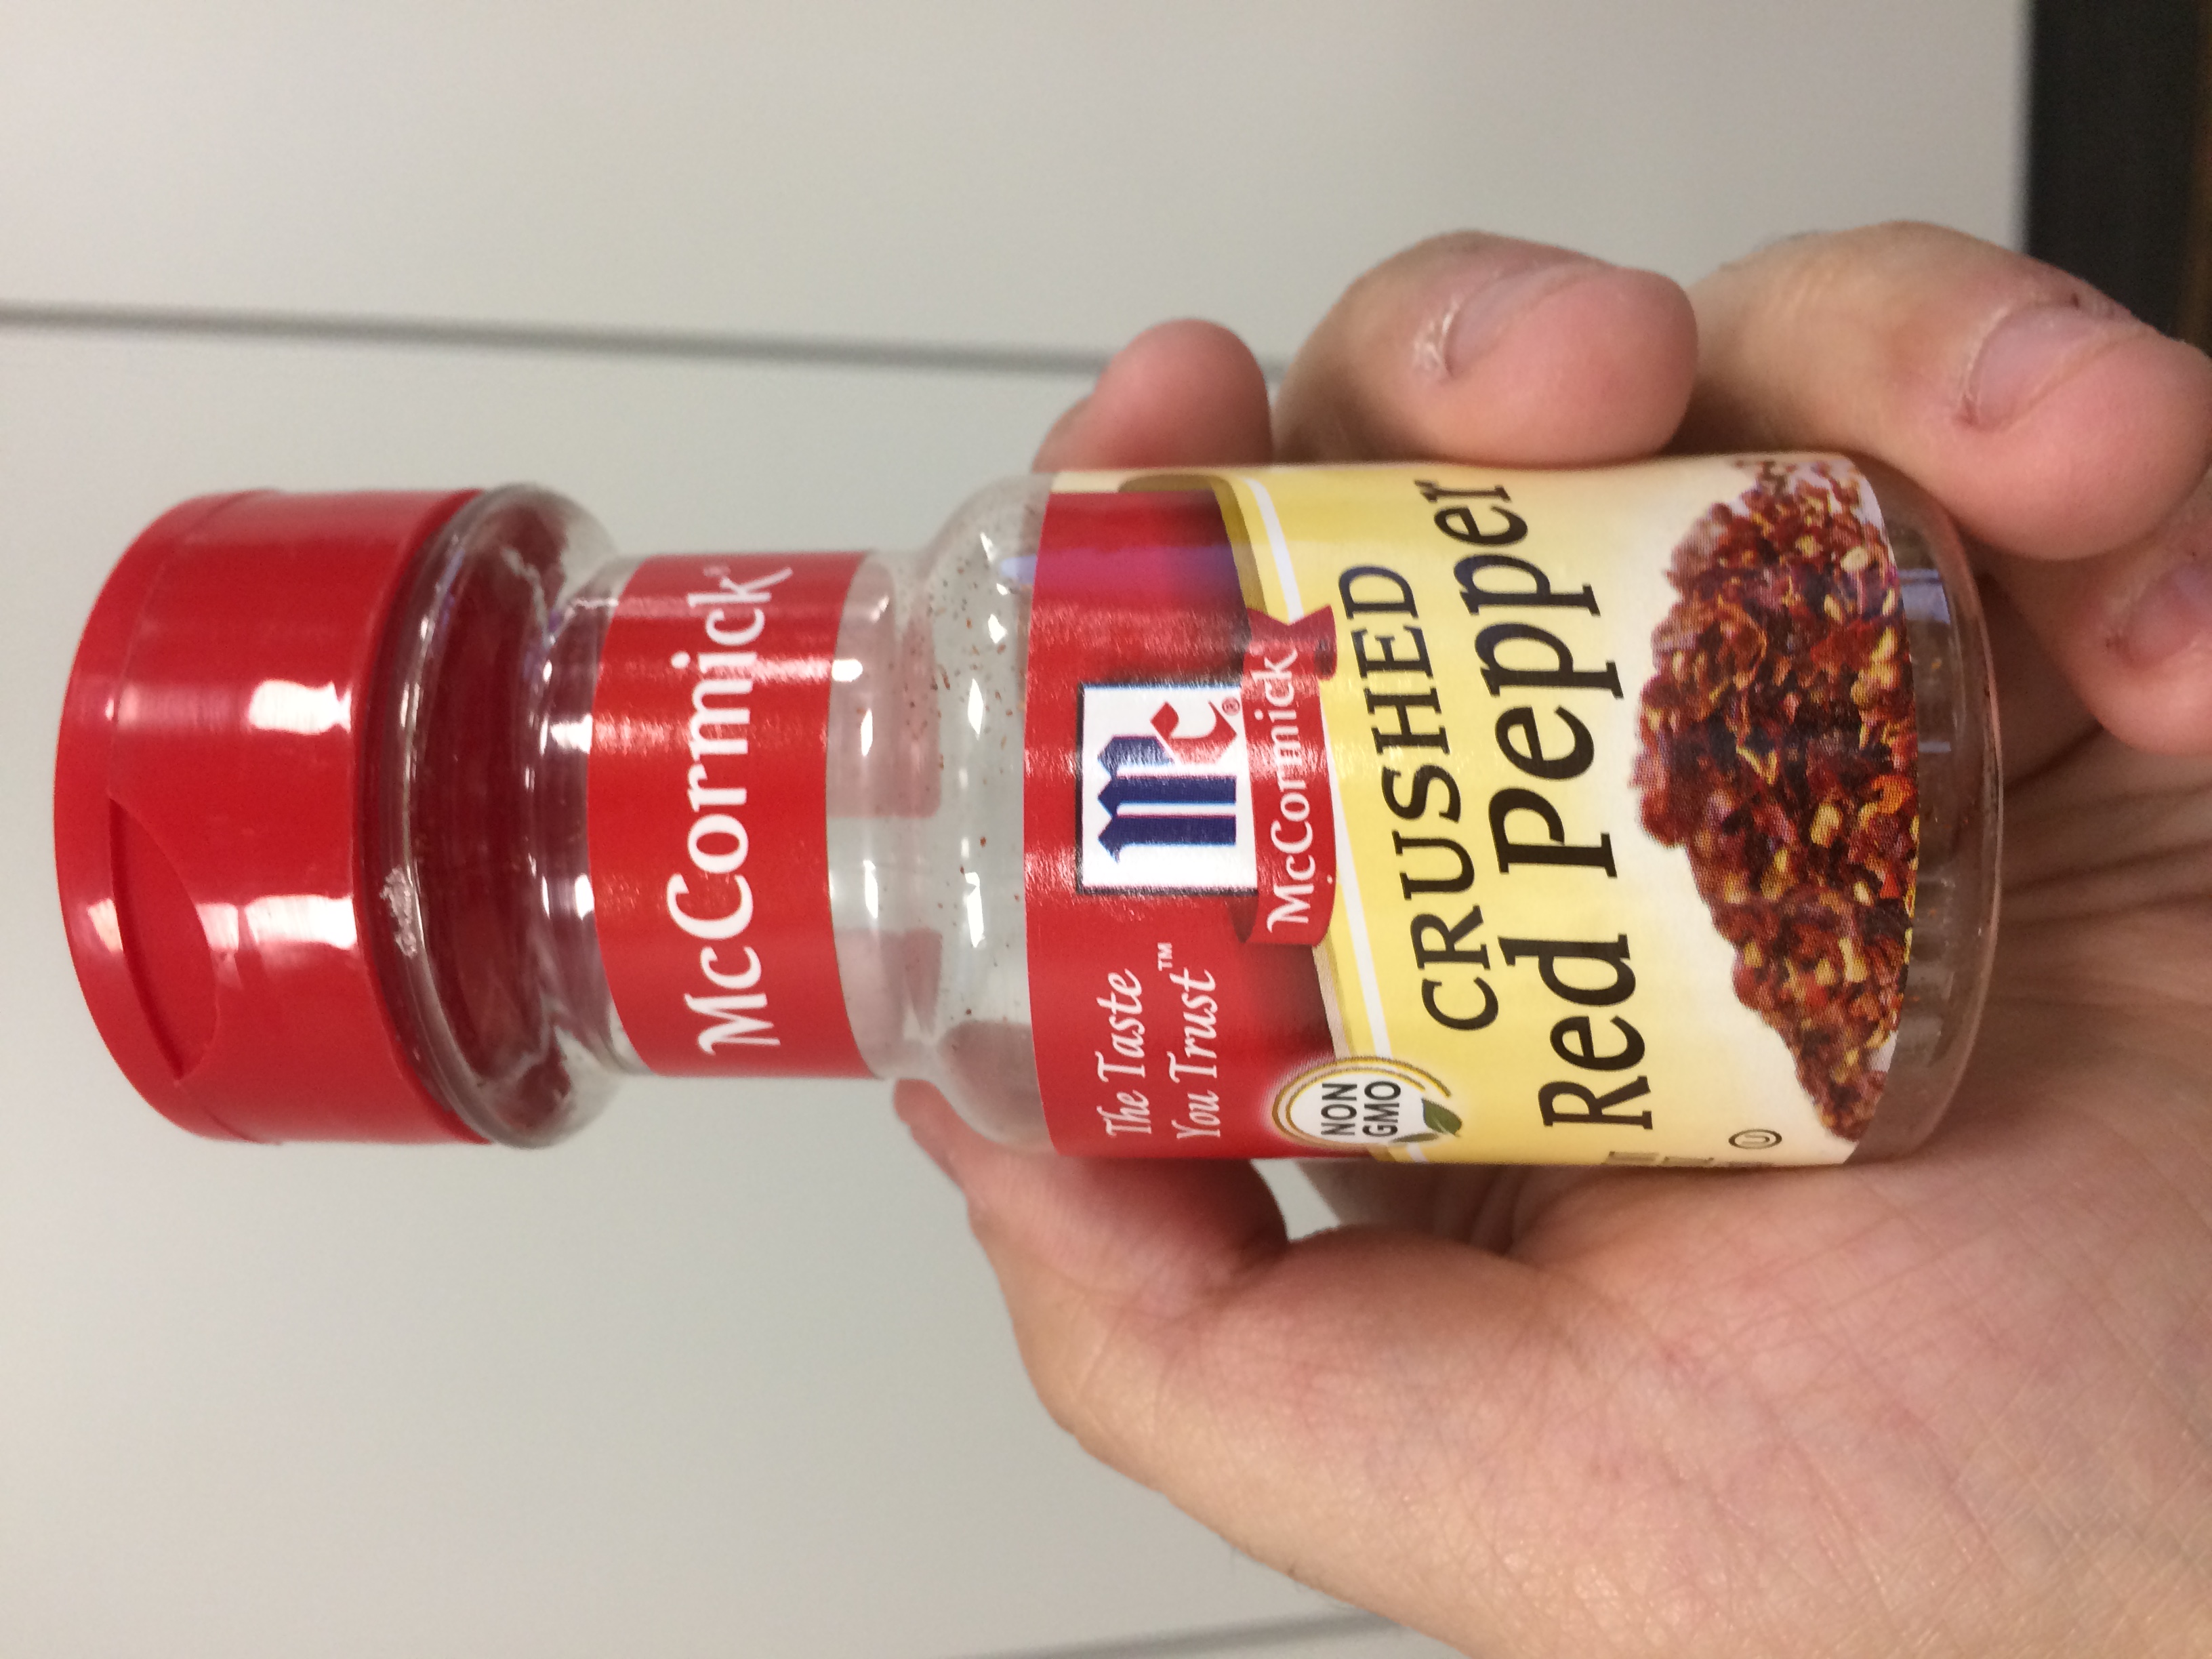 McCormick®
The Taste
You Trust™
Mc®
McCormick
NON
GMO
CRUSHED
Red Pepper
U